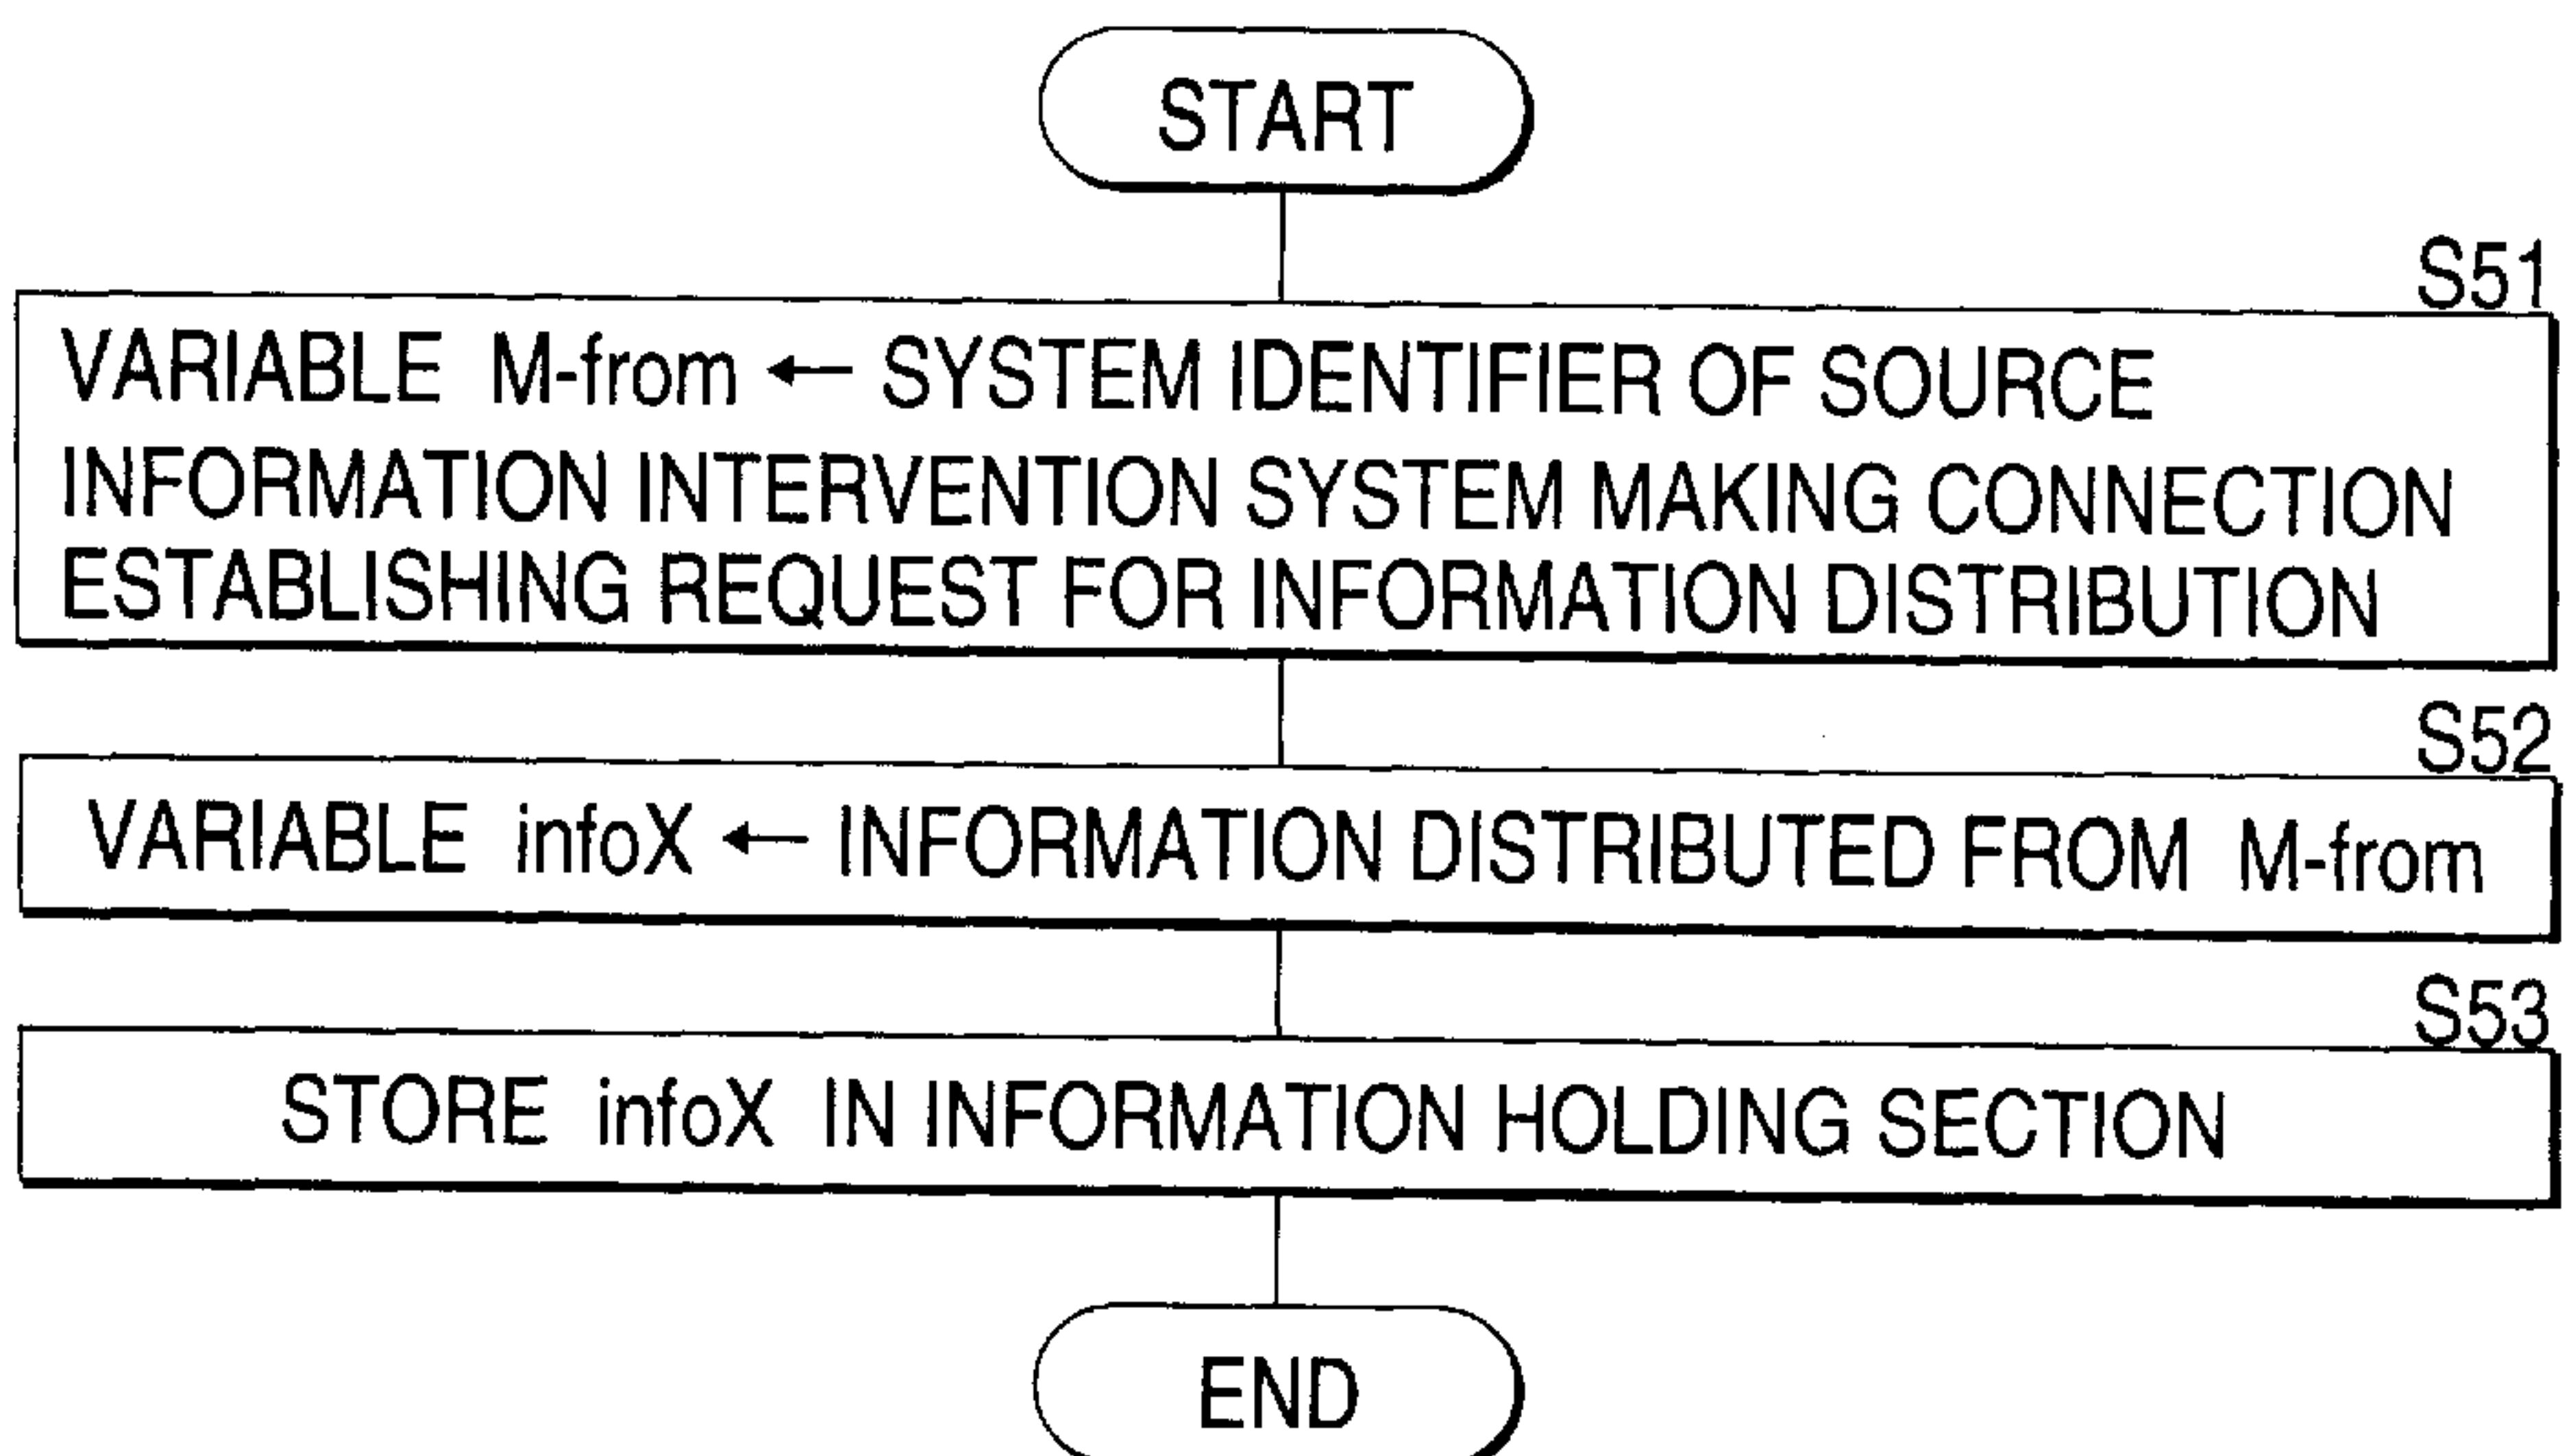 START
S51
VARIABLE M-from ← SYSTEM IDENTIFIER OF SOURCE
INFORMATION INTERVENTION SYSTEM MAKING CONNECTION
ESTABLISHING REQUEST FOR INFORMATION DISTRIBUTION
S52
VARIABLE infoX ← INFORMATION DISTRIBUTED FROM M-from
S53
STORE infoX IN INFORMATION HOLDING SECTION
END